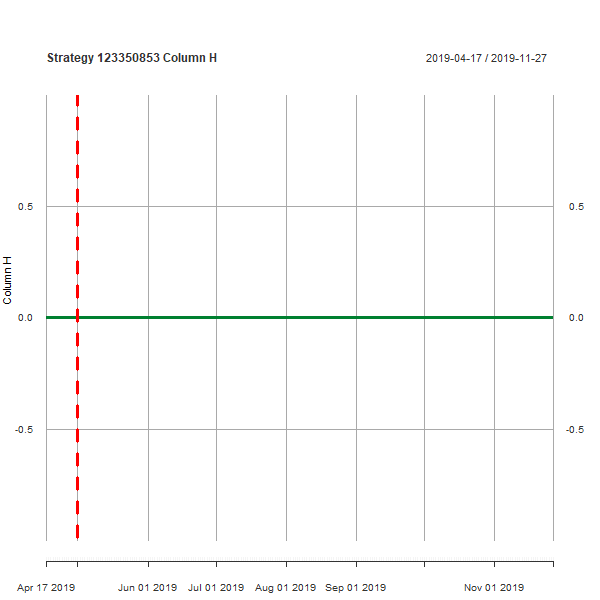 Strategy 123350853 Column H
2019-04-17 / 2019-11-27
0.5
0.5
Column H
0.0
0.0
-0.5
-0.5
Apr 17 2019
Jun 01 2019
Jul 01 2019
Aug 01 2019
Sep 01 2019
Nov 01 2019